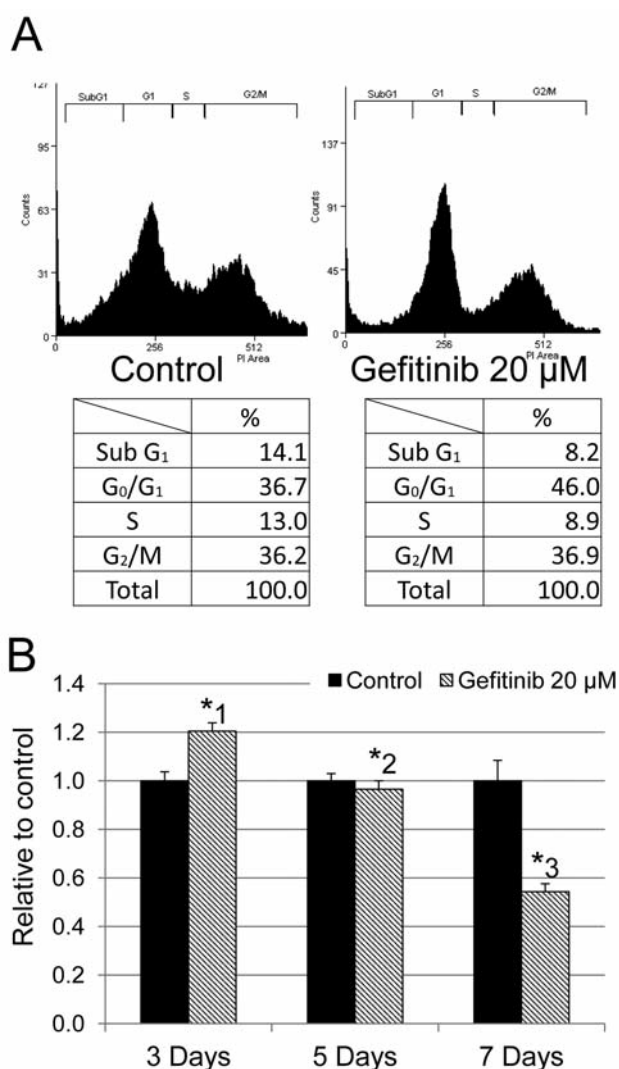 A
SubG1 G1 S G2/M
SubG1 G1 S G2/M
127
95
63
31
0
Counts
0 256 512
PI Area
137
91
45
0
Counts
0 256 512
PI Area
Control
Gefitinib 20 µM
%
Sub G1 14.1
G0/G1 36.7
S 13.0
G2/M 36.2
Total 100.0
%
Sub G1 8.2
G0/G1 46.0
S 8.9
G2/M 36.9
Total 100.0
B
Control Gefitinib 20 µM
Relative to control
1.4
1.2
1.0
0.8
0.6
0.4
0.2
0.0
*1
*2
*3
3 Days 5 Days 7 Days